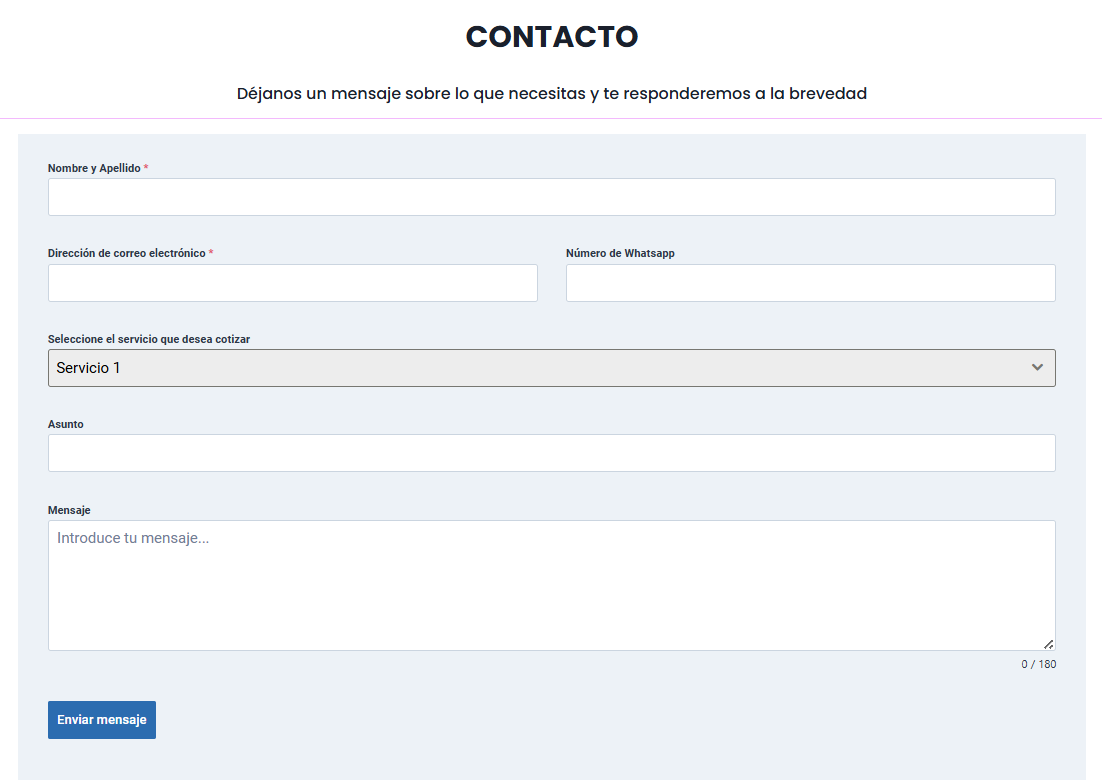 CONTACTO
Déjanos un mensaje sobre lo que necesitas y te responderemos a la brevedad
Nombre y Apellido *
Dirección de correo electrónico *
Número de Whatsapp
Seleccione el servicio que desea cotizar
Servicio 1
Asunto
Mensaje
Introduce tu mensaje...
0 / 180
Enviar mensaje